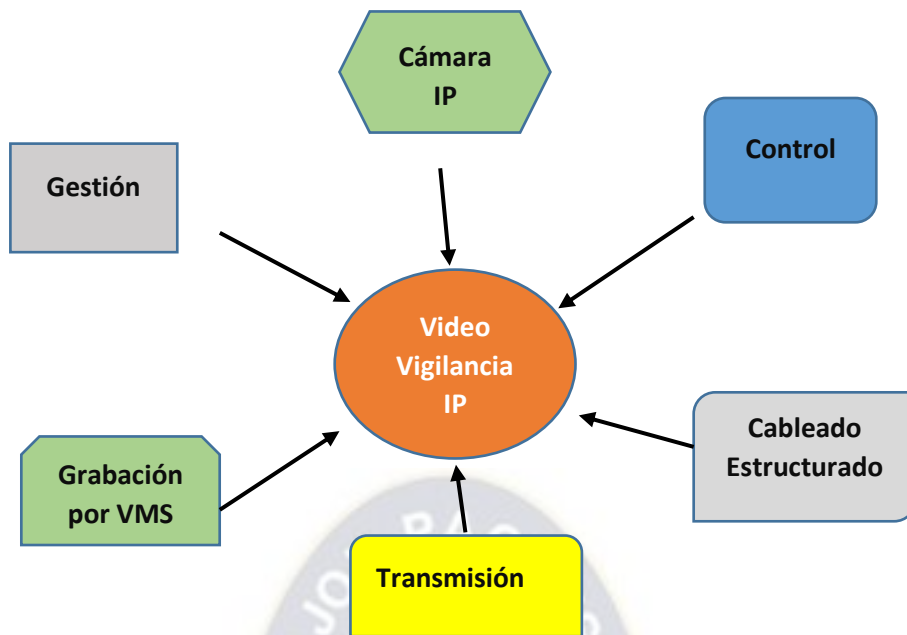 Cámara
IP
Control
Gestión
Video
Vigilancia
IP
Cableado
Estructurado
Grabación
por VMS
Transmisión